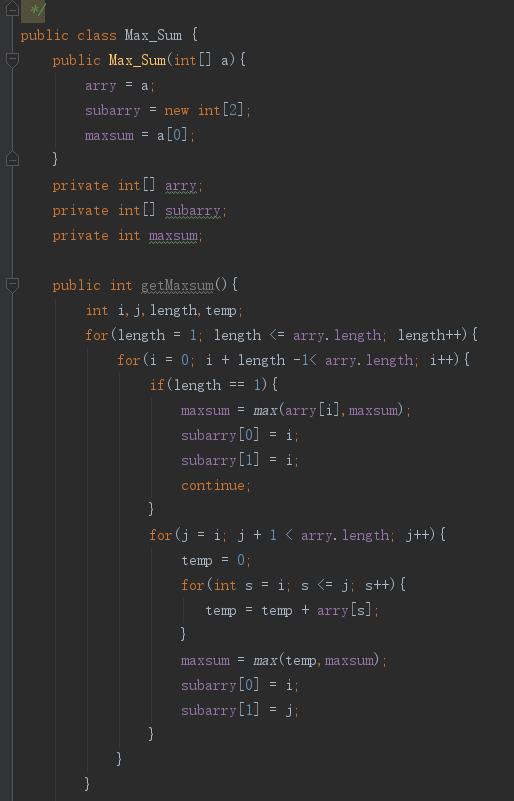 */
public class Max_Sum {
public Max_Sum(int[] a){
arry = a;
subarry = new int[2];
maxsum = a[0];
}
private int[] arry;
private int[] subarry;
private int maxsum;
public int getMaxsum(){
int i,j,length,temp;
for(length = 1; length <= arry.length; length++){
for(i = 0; i + length -1< arry.length; i++){
if(length == 1){
maxsum = max(arry[i],maxsum);
subarry[0] = i;
subarry[1] = i;
continue;
}
for(j = i; j + 1 < arry.length; j++){
temp = 0;
for(int s = i; s <= j; s++){
temp = temp + arry[s];
}
maxsum = max(temp,maxsum);
subarry[0] = i;
subarry[1] = j;
}
}
}